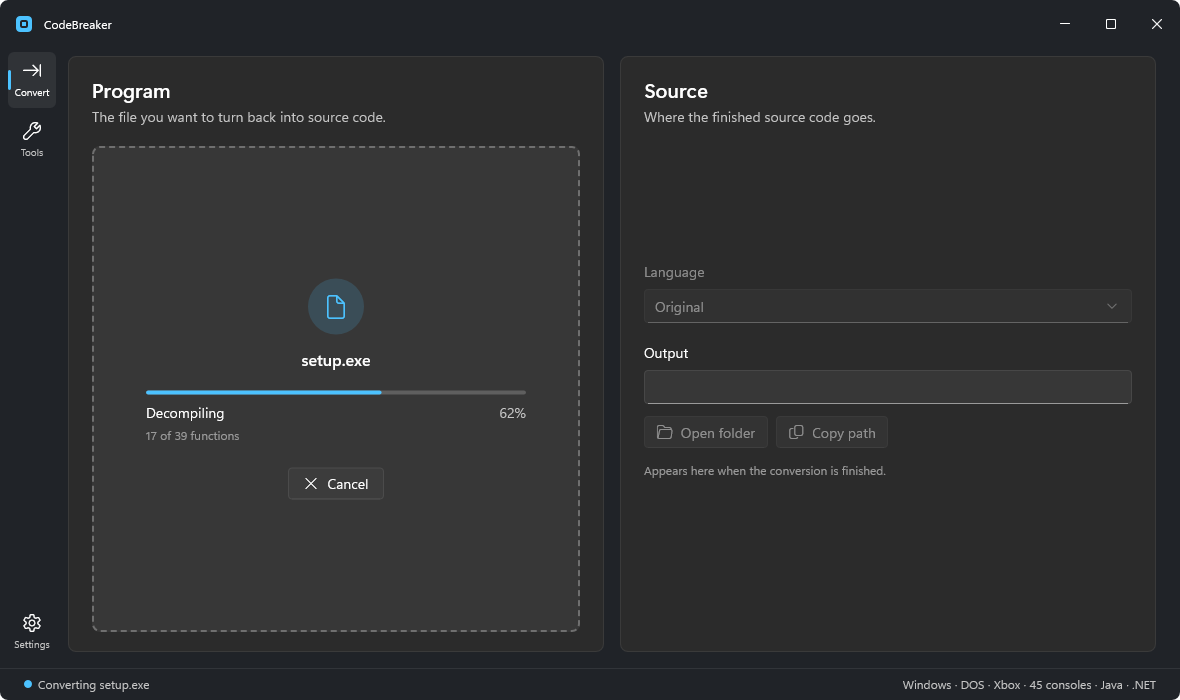 CodeBreaker
Convert
Tools
Settings
Program
The file you want to turn back into source code.
setup.exe
Decompiling 62%
17 of 39 functions
Cancel
Source
Where the finished source code goes.
Language
Original
Output
Open folder Copy path
Appears here when the conversion is finished.
Converting setup.exe
Windows · DOS · Xbox · 45 consoles · Java · .NET